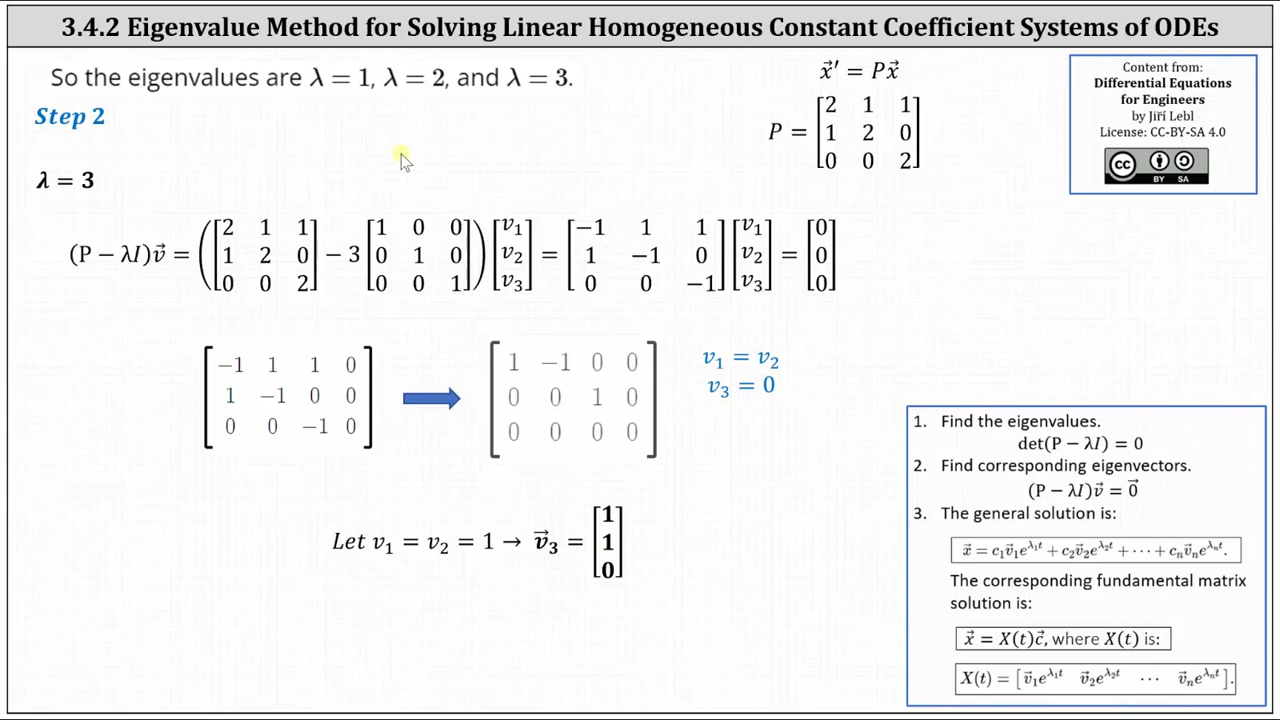 3.4.2 Eigenvalue Method for Solving Linear Homogeneous Constant Coefficient Systems of ODEs
So the eigenvalues are λ = 1, λ = 2, and λ = 3.
Step 2
x⃗′ = Px⃗
P = [2 1 1
1 2 0
0 0 2]
Content from:
Differential Equations
for Engineers
by Jiří Lebl
License: CC-BY-SA 4.0
CC BY SA
λ = 3
(P − λI)v⃗ = ([2 1 1; 1 2 0; 0 0 2] − 3 [1 0 0; 0 1 0; 0 0 1]) [v₁; v₂; v₃] = [−1 1 1; 1 −1 0; 0 0 −1] [v₁; v₂; v₃] = [0; 0; 0]
[−1 1 1 0
1 −1 0 0
0 0 −1 0]
[1 −1 0 0
0 0 1 0
0 0 0 0]
v₁ = v₂
v₃ = 0
Let v₁ = v₂ = 1 → v⃗₃ = [1; 1; 0]
1. Find the eigenvalues.
det(P − λI) = 0
2. Find corresponding eigenvectors.
(P − λI)v⃗ = 0⃗
3. The general solution is:
x⃗ = c₁v⃗₁e^{λ₁t} + c₂v⃗₂e^{λ₂t} + ⋯ + cₙv⃗ₙe^{λₙt}.
The corresponding fundamental matrix
solution is:
x⃗ = X(t)c⃗, where X(t) is:
X(t) = [v⃗₁e^{λ₁t} v⃗₂e^{λ₂t} ⋯ v⃗ₙe^{λₙt}].